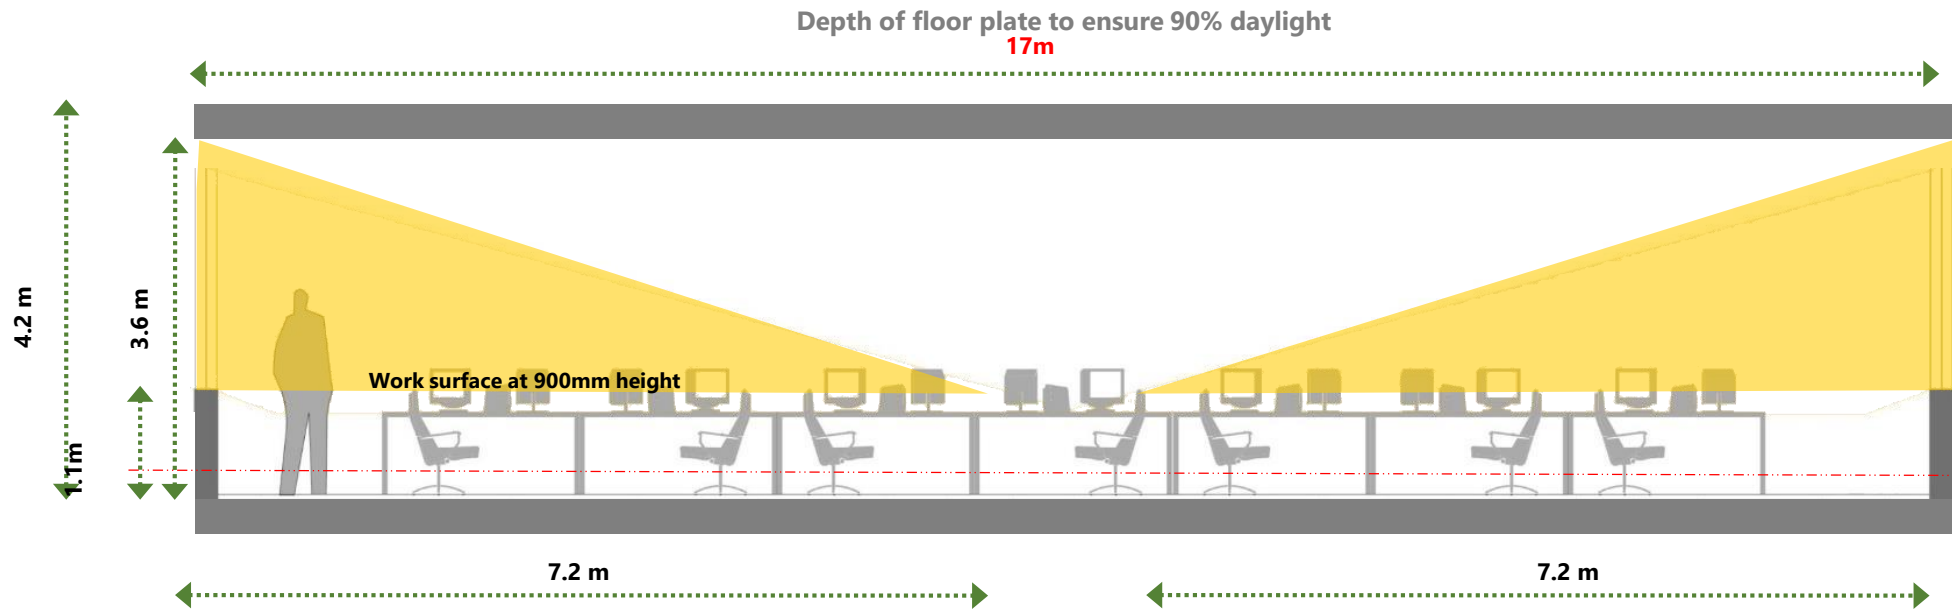 Depth of floor plate to ensure 90% daylight
17m
4.2 m
3.6 m
Work surface at 900mm height
1.1m
7.2 m
7.2 m